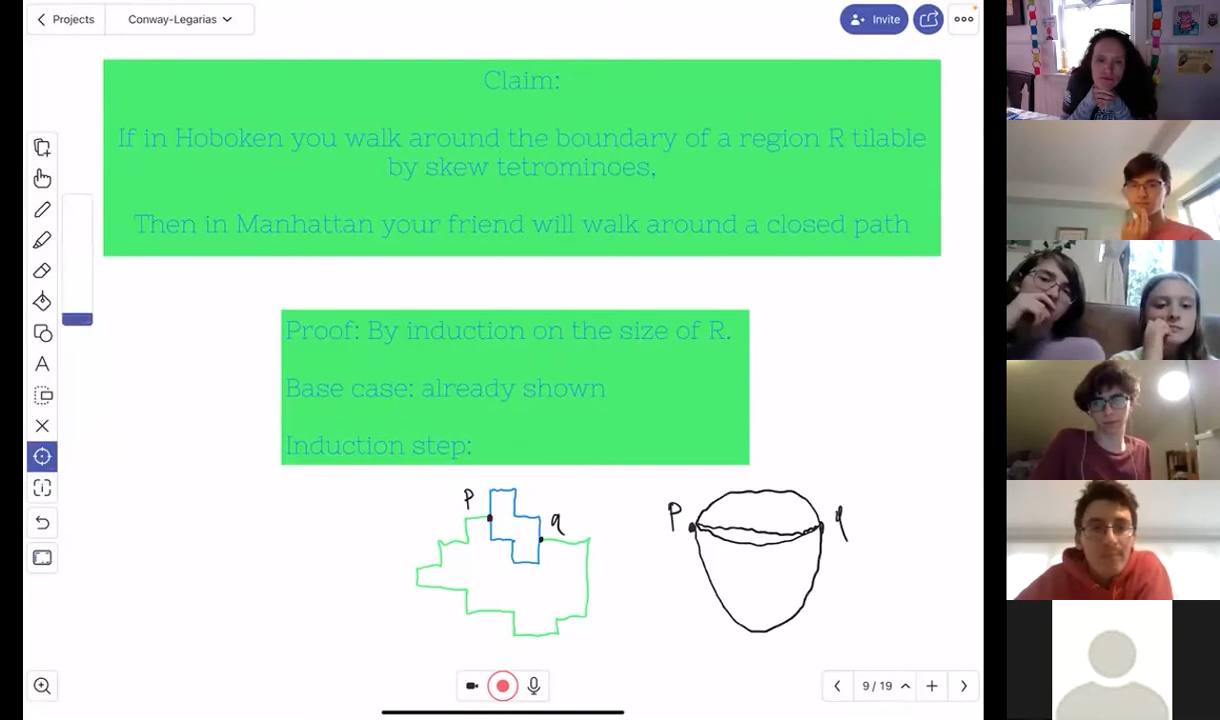 Projects
Conway-Legarias
Invite
Claim:
If in Hoboken you walk around the boundary of a region R tilable
by skew tetrominoes,
Then in Manhattan your friend will walk around a closed path
Proof: By induction on the size of R.
Base case: already shown
Induction step:
p
q
P
q
A
9 / 19